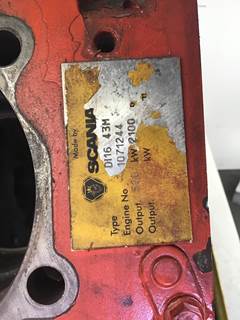 Made by SCANIA
Type DI16 43M
Engine No 1071244
Output kW 2100
Output kW